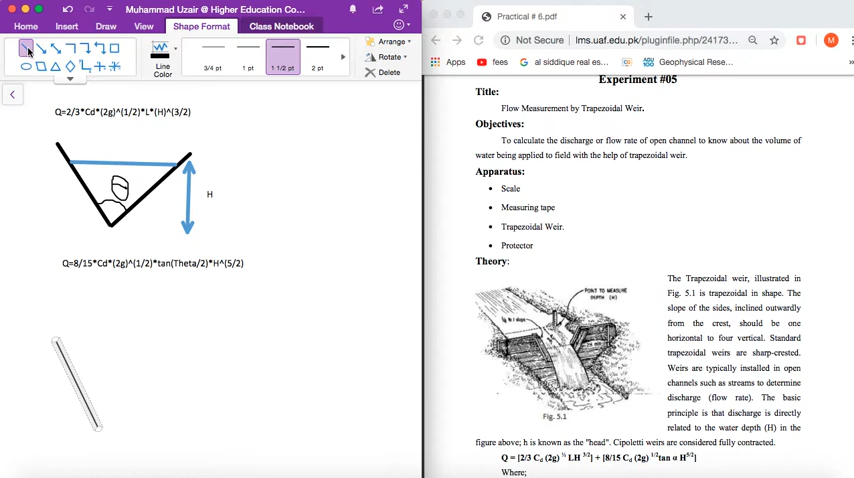 Muhammad Uzair @ Higher Education Co...
Home
Insert
Draw
View
Shape Format
Class Notebook
Line
Color
3/4 pt
1 pt
1 1/2 pt
2 pt
Arrange
Rotate
Delete
Q=2/3*Cd*(2g)^(1/2)*L*(H)^(3/2)
H
Q=8/15*Cd*(2g)^(1/2)*tan(Theta/2)*H^(5/2)
Practical # 6.pdf
Not Secure
lms.uaf.edu.pk/pluginfile.php/24173...
M
Apps
fees
al siddique real es...
Geophysical Rese...
Experiment #05
Title:
Flow Measurement by Trapezoidal Weir.
Objectives:
To calculate the discharge or flow rate of open channel to know about the volume of
water being applied to field with the help of trapezoidal weir.
Apparatus:
• Scale
• Measuring tape
• Trapezoidal Weir.
• Protector
Theory:
POINT TO MEASURE
DEPTH (H)
Fig. 5.1
The Trapezoidal weir, illustrated in
Fig. 5.1 is trapezoidal in shape. The
slope of the sides, inclined outwardly
from the crest, should be one
horizontal to four vertical. Standard
trapezoidal weirs are sharp-crested.
Weirs are typically installed in open
channels such as streams to determine
discharge (flow rate). The basic
principle is that discharge is directly
related to the water depth (H) in the
figure above; h is known as the "head". Cipoletti weirs are considered fully contracted.
Q = [2/3 Cd (2g) ½ LH 3/2] + [8/15 Cd (2g) 1/2tan α H5/2]
Where;